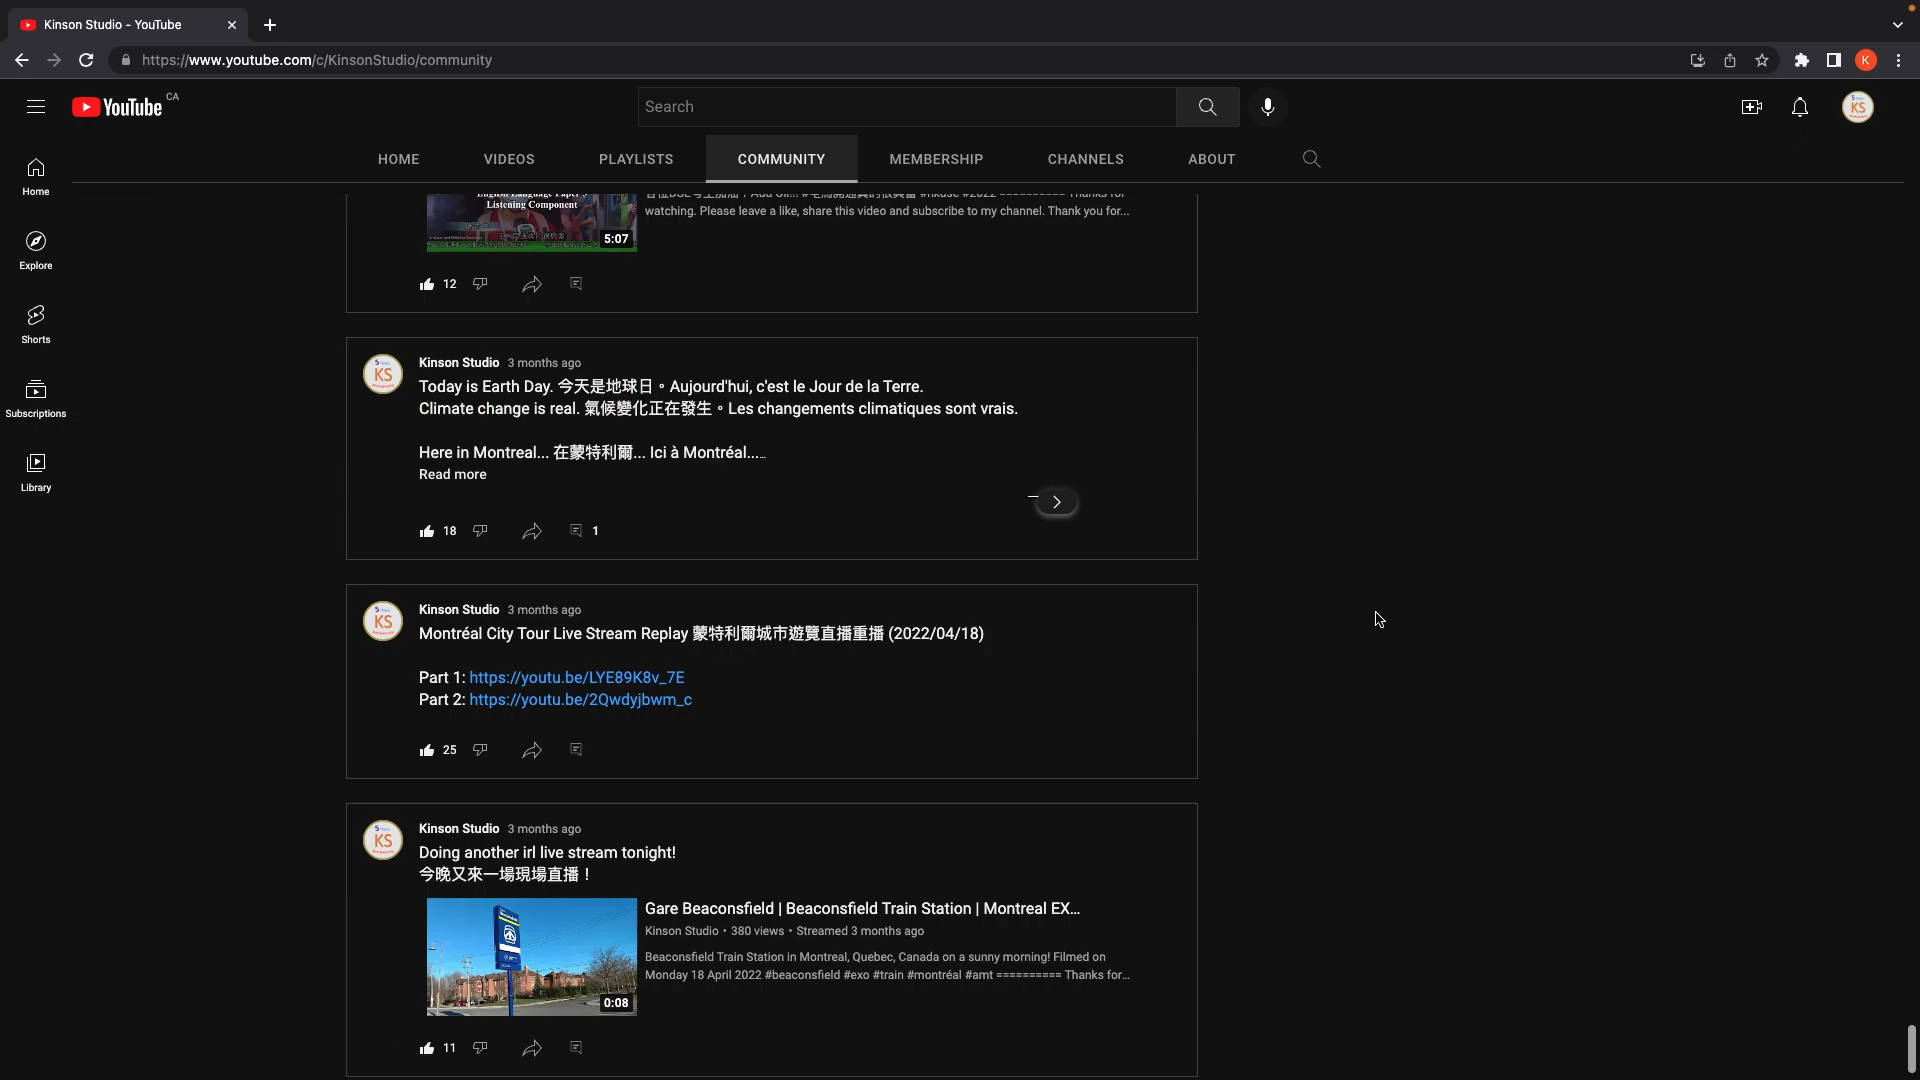 Kinson Studio - YouTube
https://www.youtube.com/c/KinsonStudio/community
K
YouTube CA
Search
KS
HOME
VIDEOS
PLAYLISTS
COMMUNITY
MEMBERSHIP
CHANNELS
ABOUT
Home
Explore
Shorts
Subscriptions
Library
Listening Component
5:07
watching. Please leave a like, share this video and subscribe to my channel. Thank you for...
12
KS
Kinson Studio 3 months ago
Today is Earth Day. 今天是地球日。Aujourd'hui, c'est le Jour de la Terre.
Climate change is real. 氣候變化正在發生。Les changements climatiques sont vrais.
Here in Montreal... 在蒙特利爾... Ici à Montréal......
Read more
18
1
KS
Kinson Studio 3 months ago
Montréal City Tour Live Stream Replay 蒙特利爾城市遊覽直播重播 (2022/04/18)
Part 1: https://youtu.be/LYE89K8v_7E
Part 2: https://youtu.be/2Qwdyjbwm_c
25
KS
Kinson Studio 3 months ago
Doing another irl live stream tonight!
今晚又來一場現場直播！
Gare Beaconsfield | Beaconsfield Train Station | Montreal EX...
Kinson Studio • 380 views • Streamed 3 months ago
Beaconsfield Train Station in Montreal, Quebec, Canada on a sunny morning! Filmed on
Monday 18 April 2022 #beaconsfield #exo #train #montréal #amt ========== Thanks for...
0:08
11